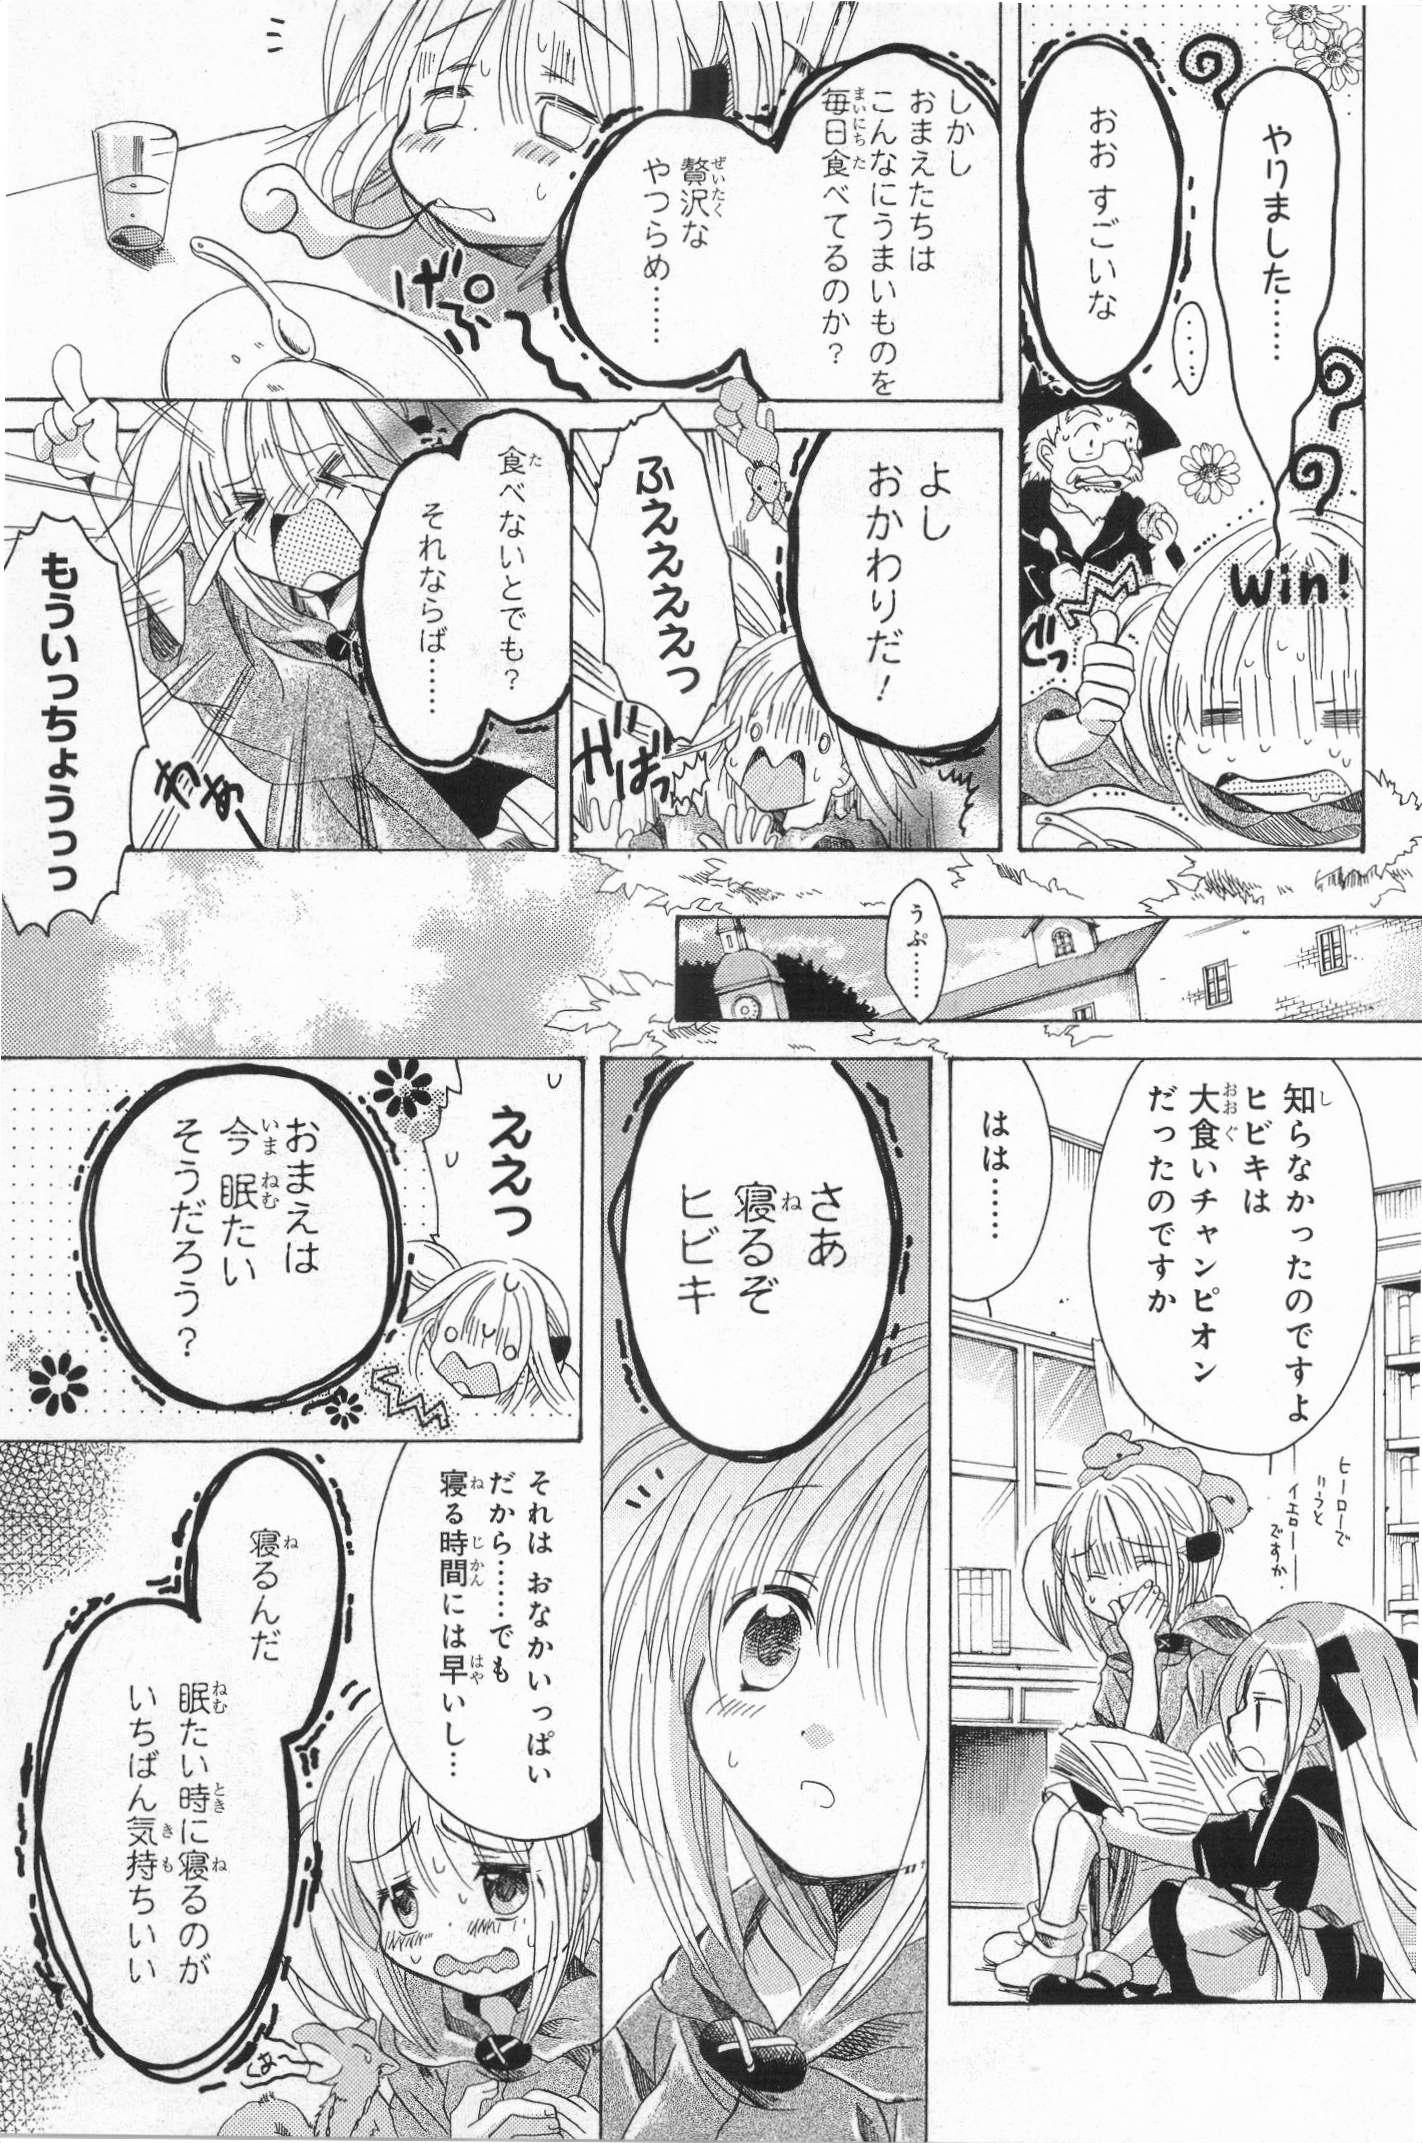 やりました……
おお すごいな
……
Win!
どっ
しかし
おまえたちは
こんなにうまいものを
毎日食べてるのか？
贅沢な
やつらめ……
げぷ。
よし
おかわりだ！
ふええええっ
がばっ
食べないとでも？
それならば……
わあっ
もういっちょうっっ
うぷ……
知らなかったのですよ
ヒビキは
大食いチャンピオン
だったのですか
はは……
ヒーローで
いうと
イエロー
ですか
さあ
寝るぞ
ヒビキ
ええっ
おまえは
今 眠たい
そうだろう？
それは おなかいっぱい
だから……でも
寝る時間には早いし…
寝るんだ
眠たい時に寝るのが
いちばん気持ちいい